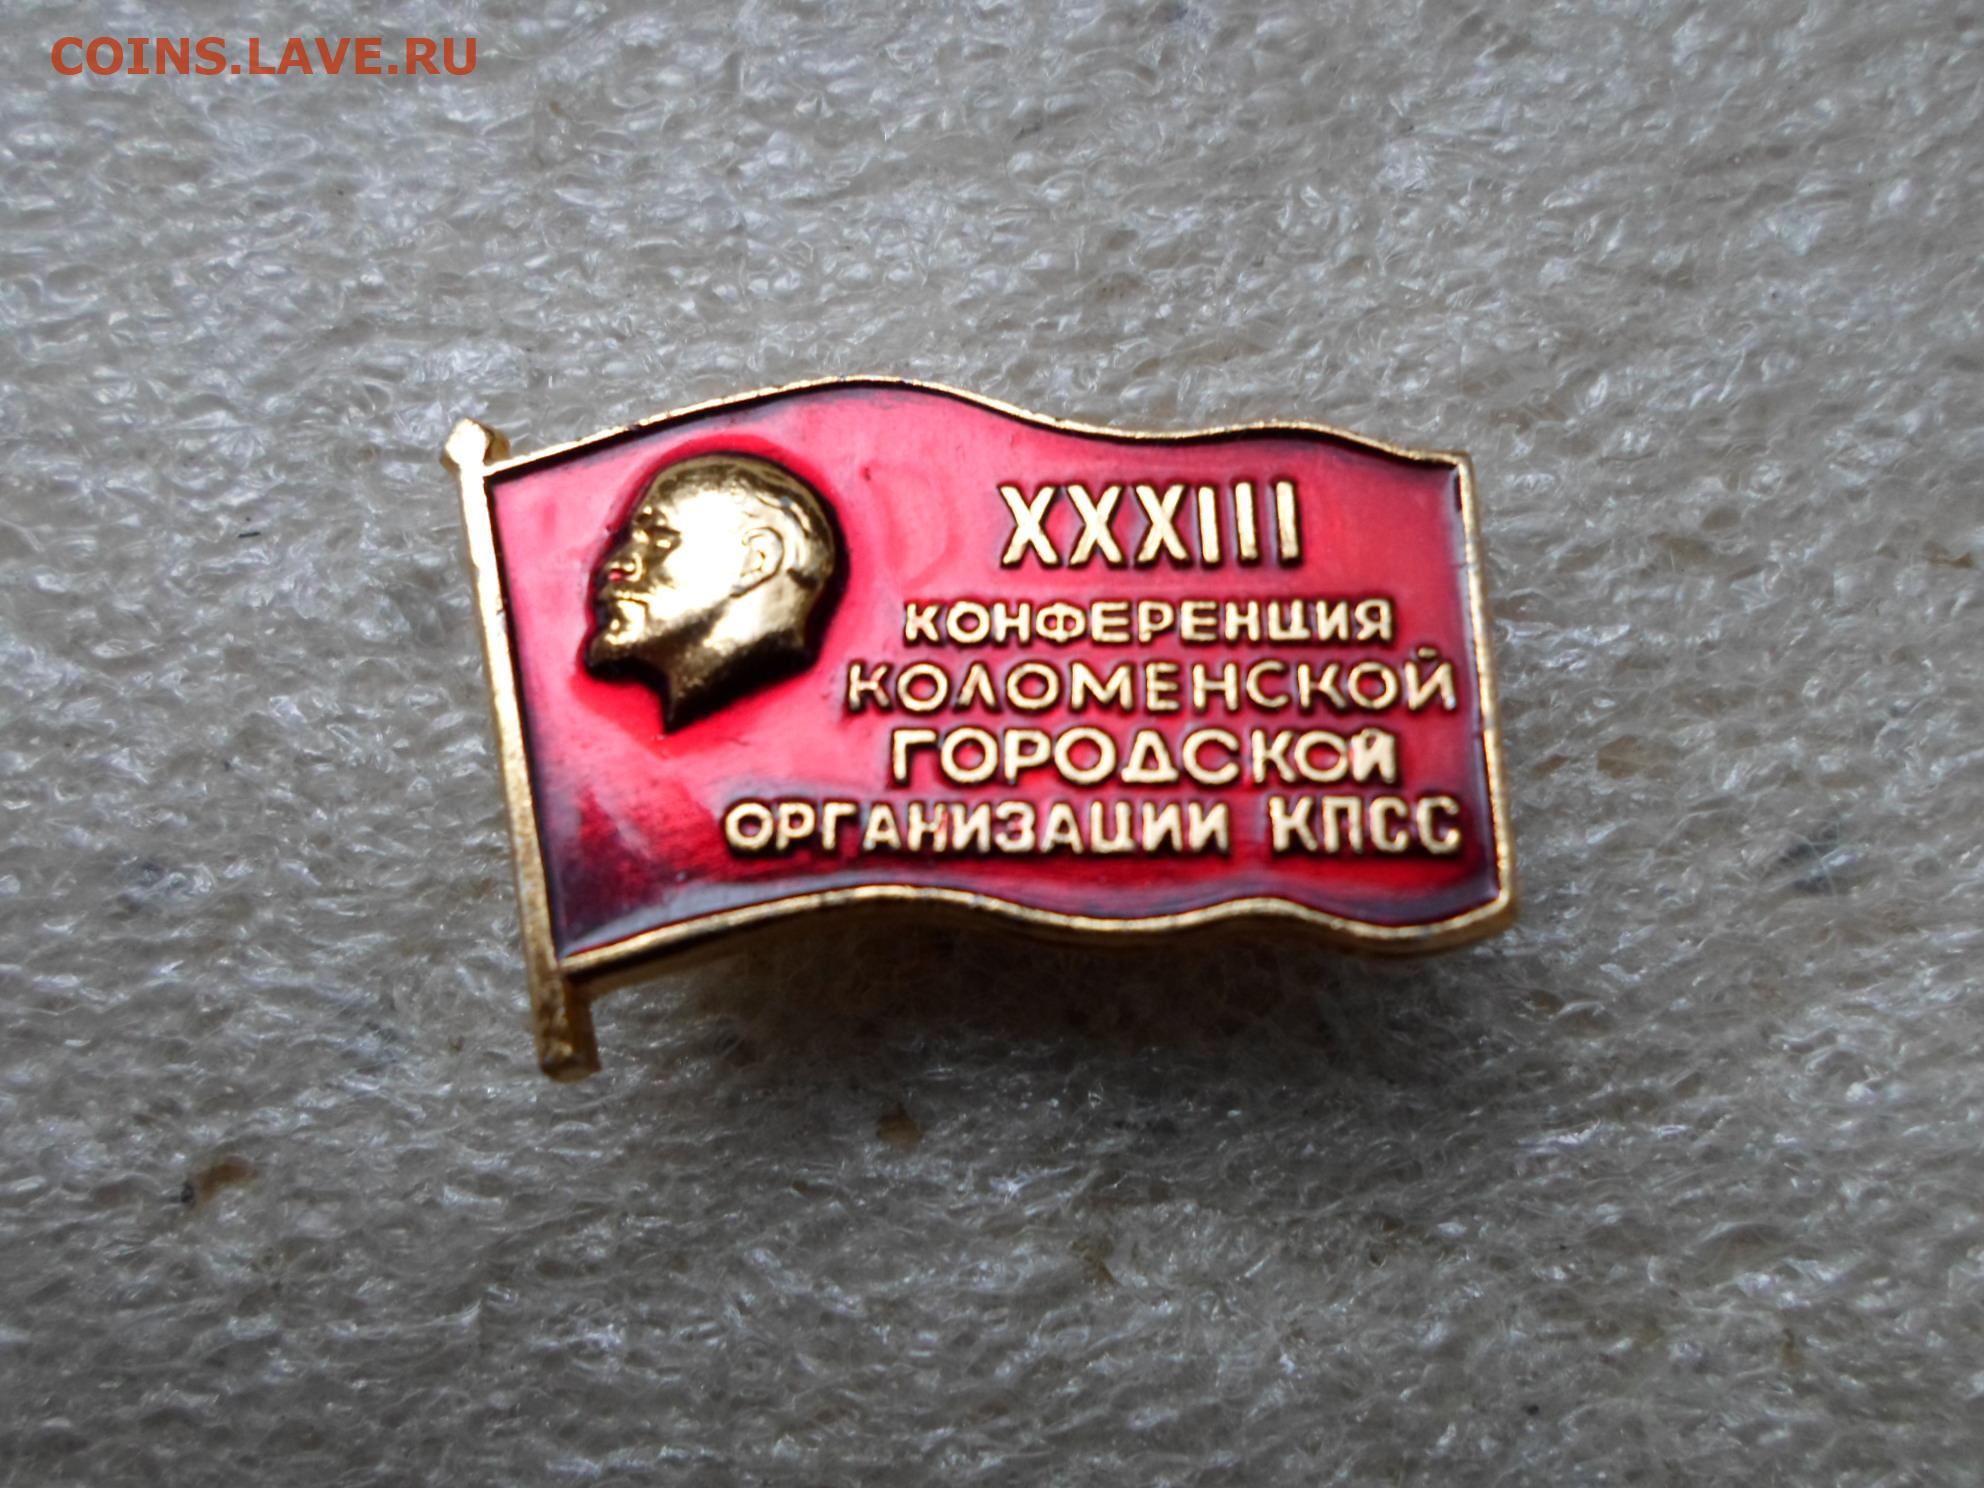 COINS.LAVE.RU
XXXIII
КОНФЕРЕНЦИЯ
КОЛОМЕНСКОЙ
ГОРОДСКОЙ
ОРГАНИЗАЦИИ КПСС